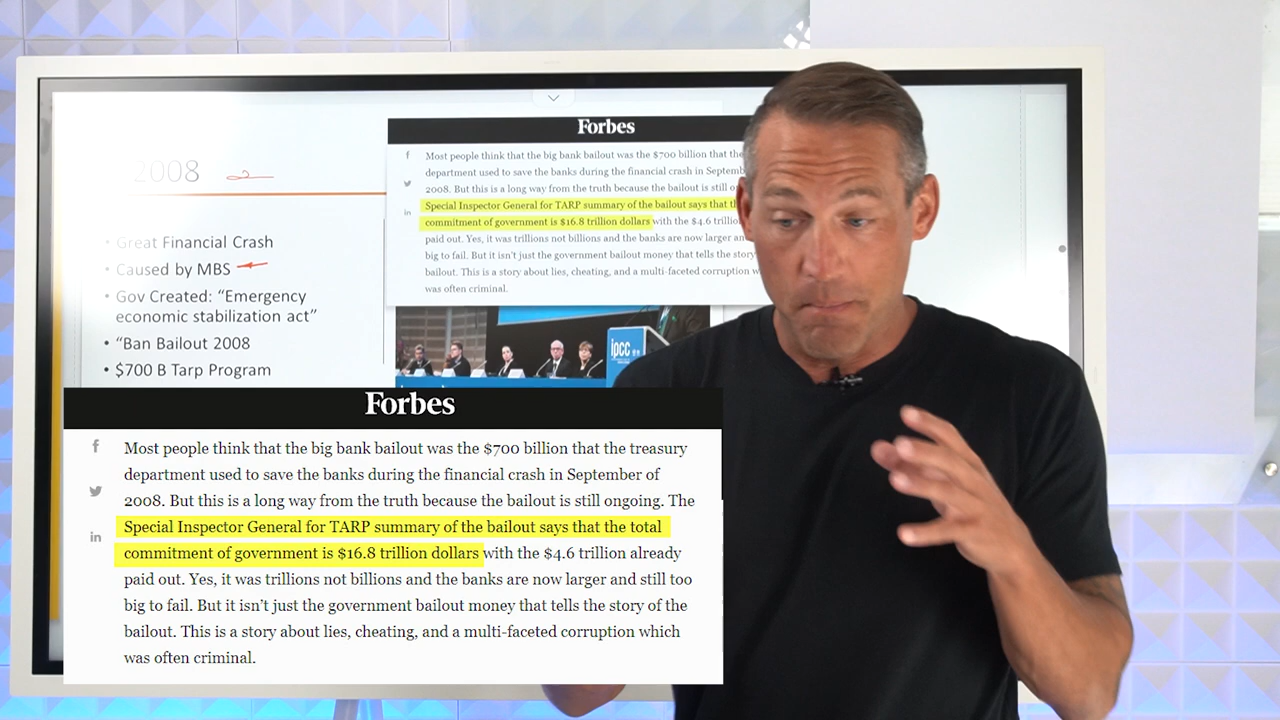 2008
Great Financial Crash
Caused by MBS
Gov Created: “Emergency
economic stabilization act”
“Ban Bailout 2008
$700 B Tarp Program
Forbes
Most people think that the big bank bailout was the $700 billion that the
department used to save the banks during the financial crash in
2008. But this is a long way from the truth because the bailout is still
Special Inspector General for TARP summary of the bailout says that
commitment of government is $16.8 trillion dollars with the $4.6
paid out. Yes, it was trillions not billions and the banks are now larger
big to fail. But it isn't just the government bailout money that tells the story
bailout. This is a story about lies, cheating, and a multi-faceted corruption
was often criminal.
ipcc
Forbes
Most people think that the big bank bailout was the $700 billion that the treasury
department used to save the banks during the financial crash in September of
2008. But this is a long way from the truth because the bailout is still ongoing. The
Special Inspector General for TARP summary of the bailout says that the total
commitment of government is $16.8 trillion dollars with the $4.6 trillion already
paid out. Yes, it was trillions not billions and the banks are now larger and still too
big to fail. But it isn’t just the government bailout money that tells the story of the
bailout. This is a story about lies, cheating, and a multi-faceted corruption which
was often criminal.